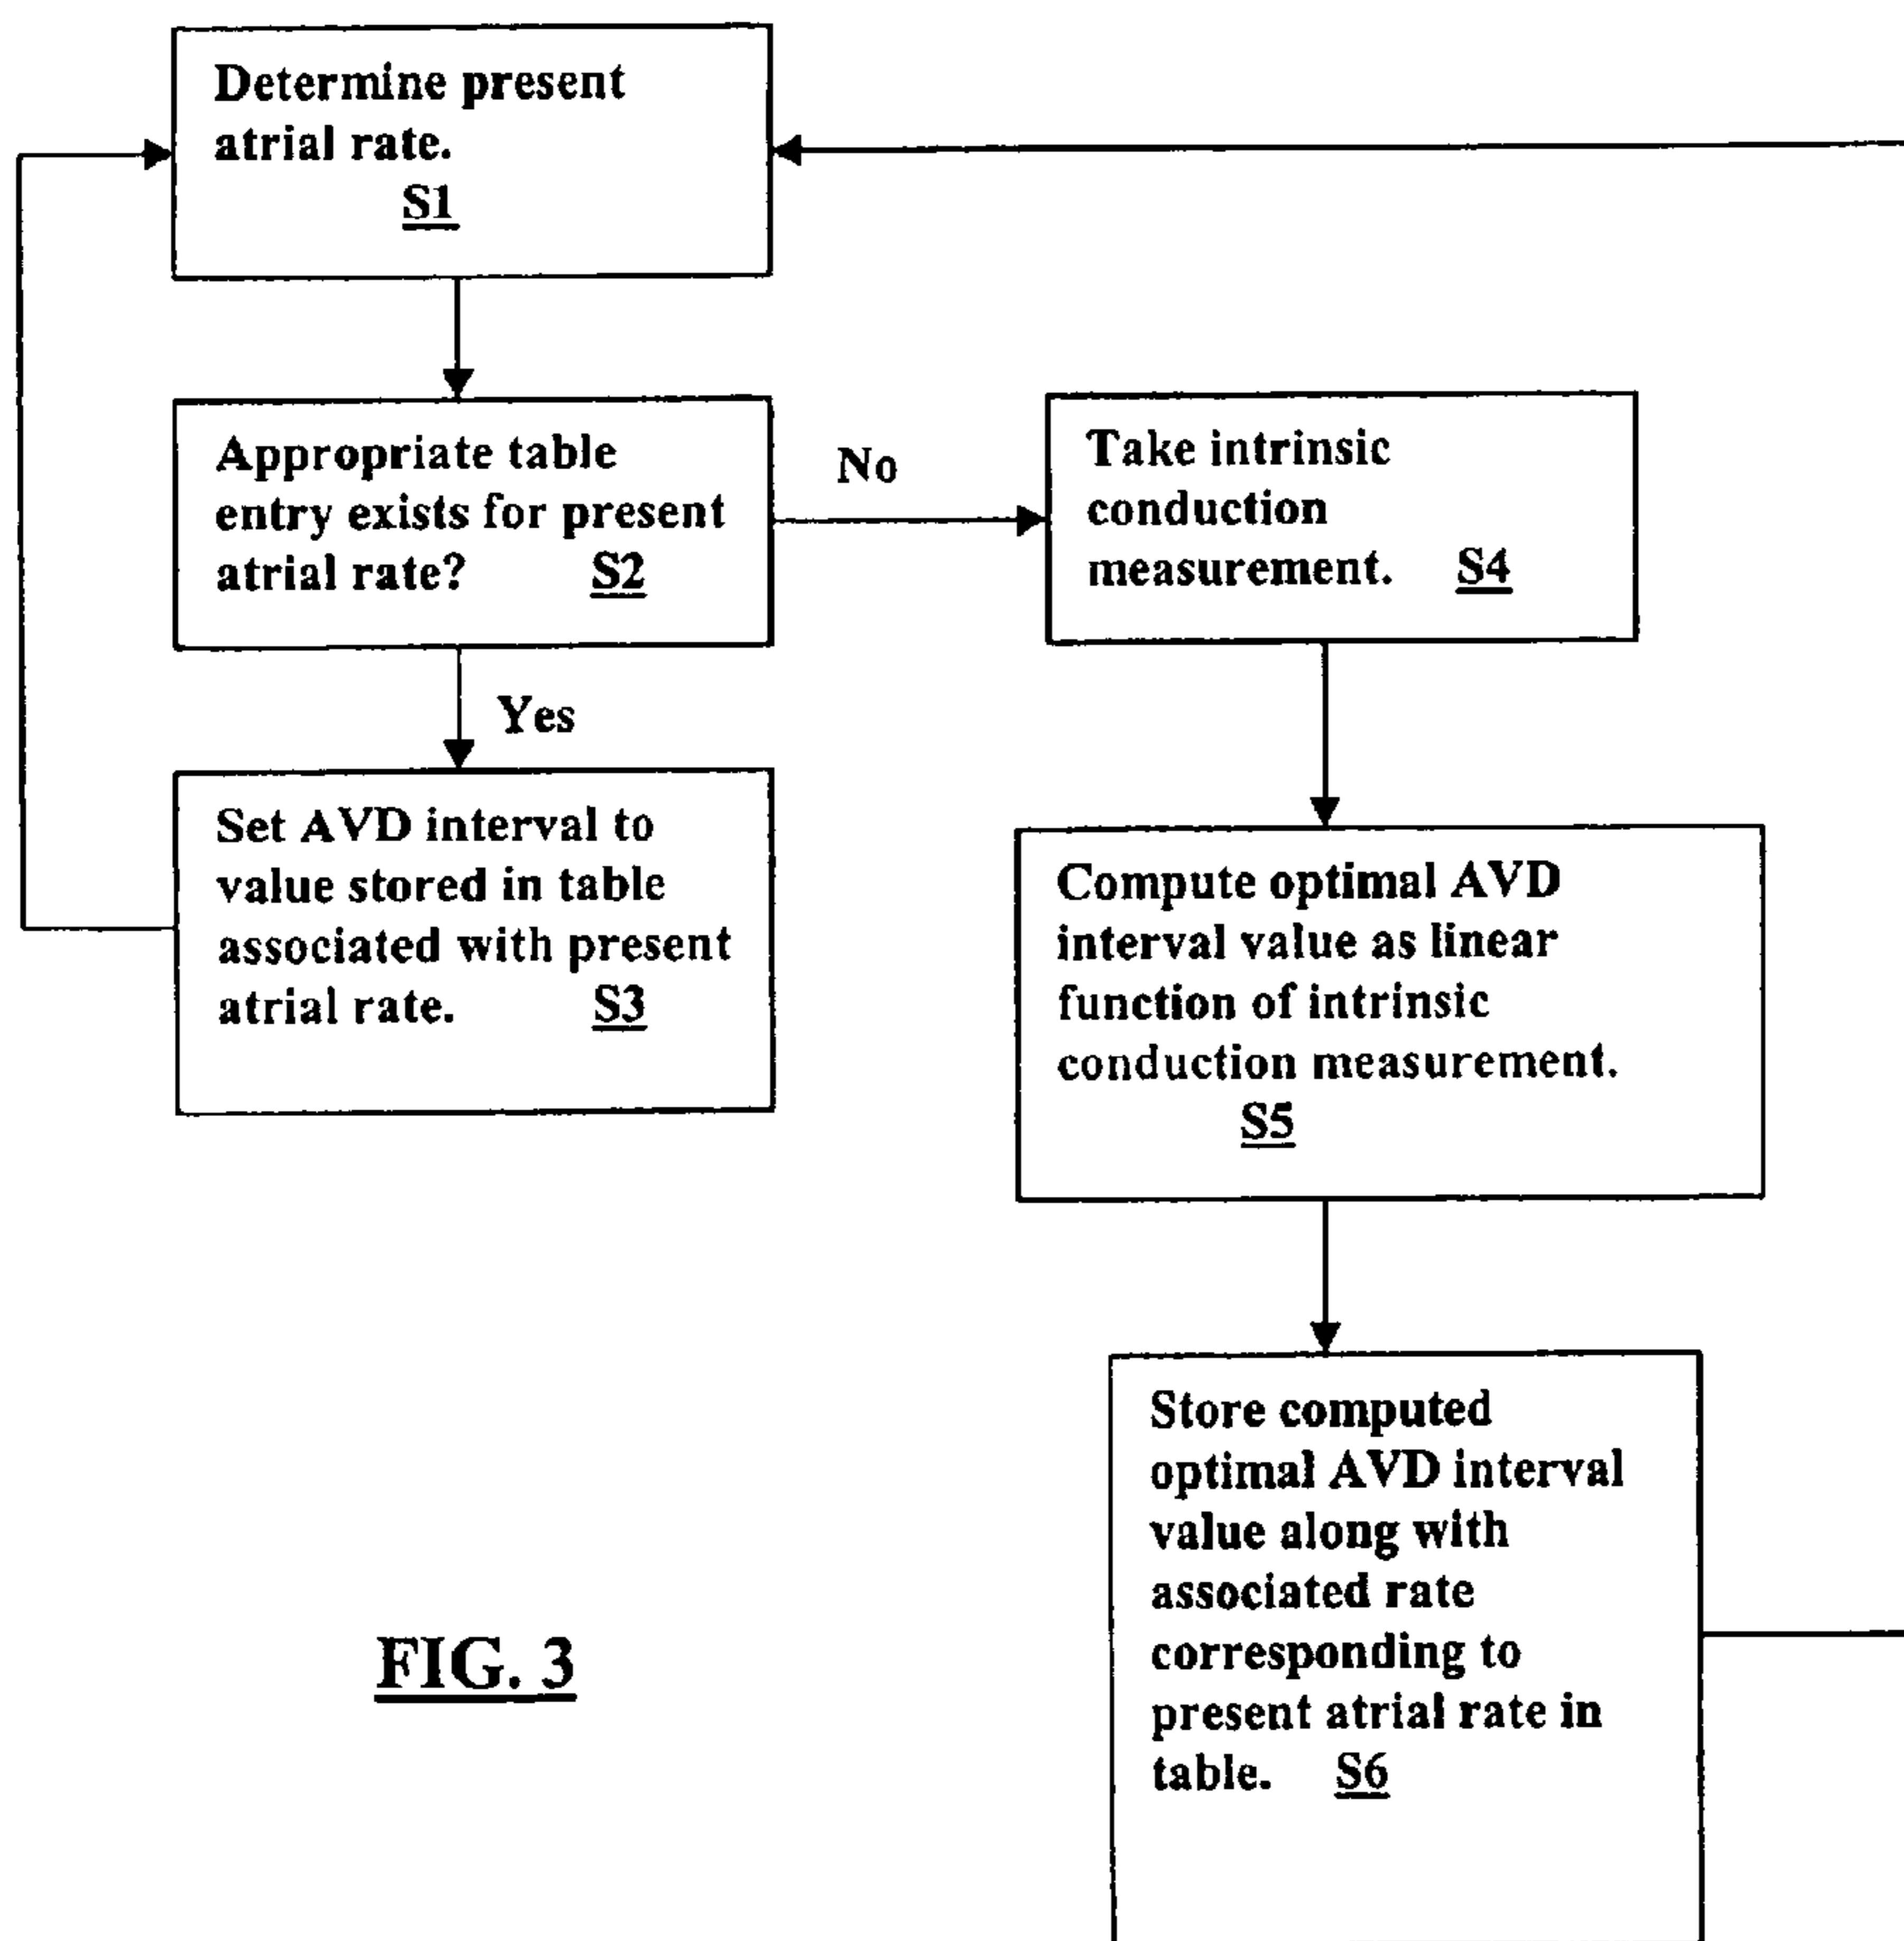 Determine present
atrial rate.
S1
Appropriate table
entry exists for present
atrial rate? S2
No
Yes
Set AVD interval to
value stored in table
associated with present
atrial rate. S3
Take intrinsic
conduction
measurement. S4
Compute optimal AVD
interval value as linear
function of intrinsic
conduction measurement.
S5
Store computed
optimal AVD interval
value along with
associated rate
corresponding to
present atrial rate in
table. S6
FIG. 3